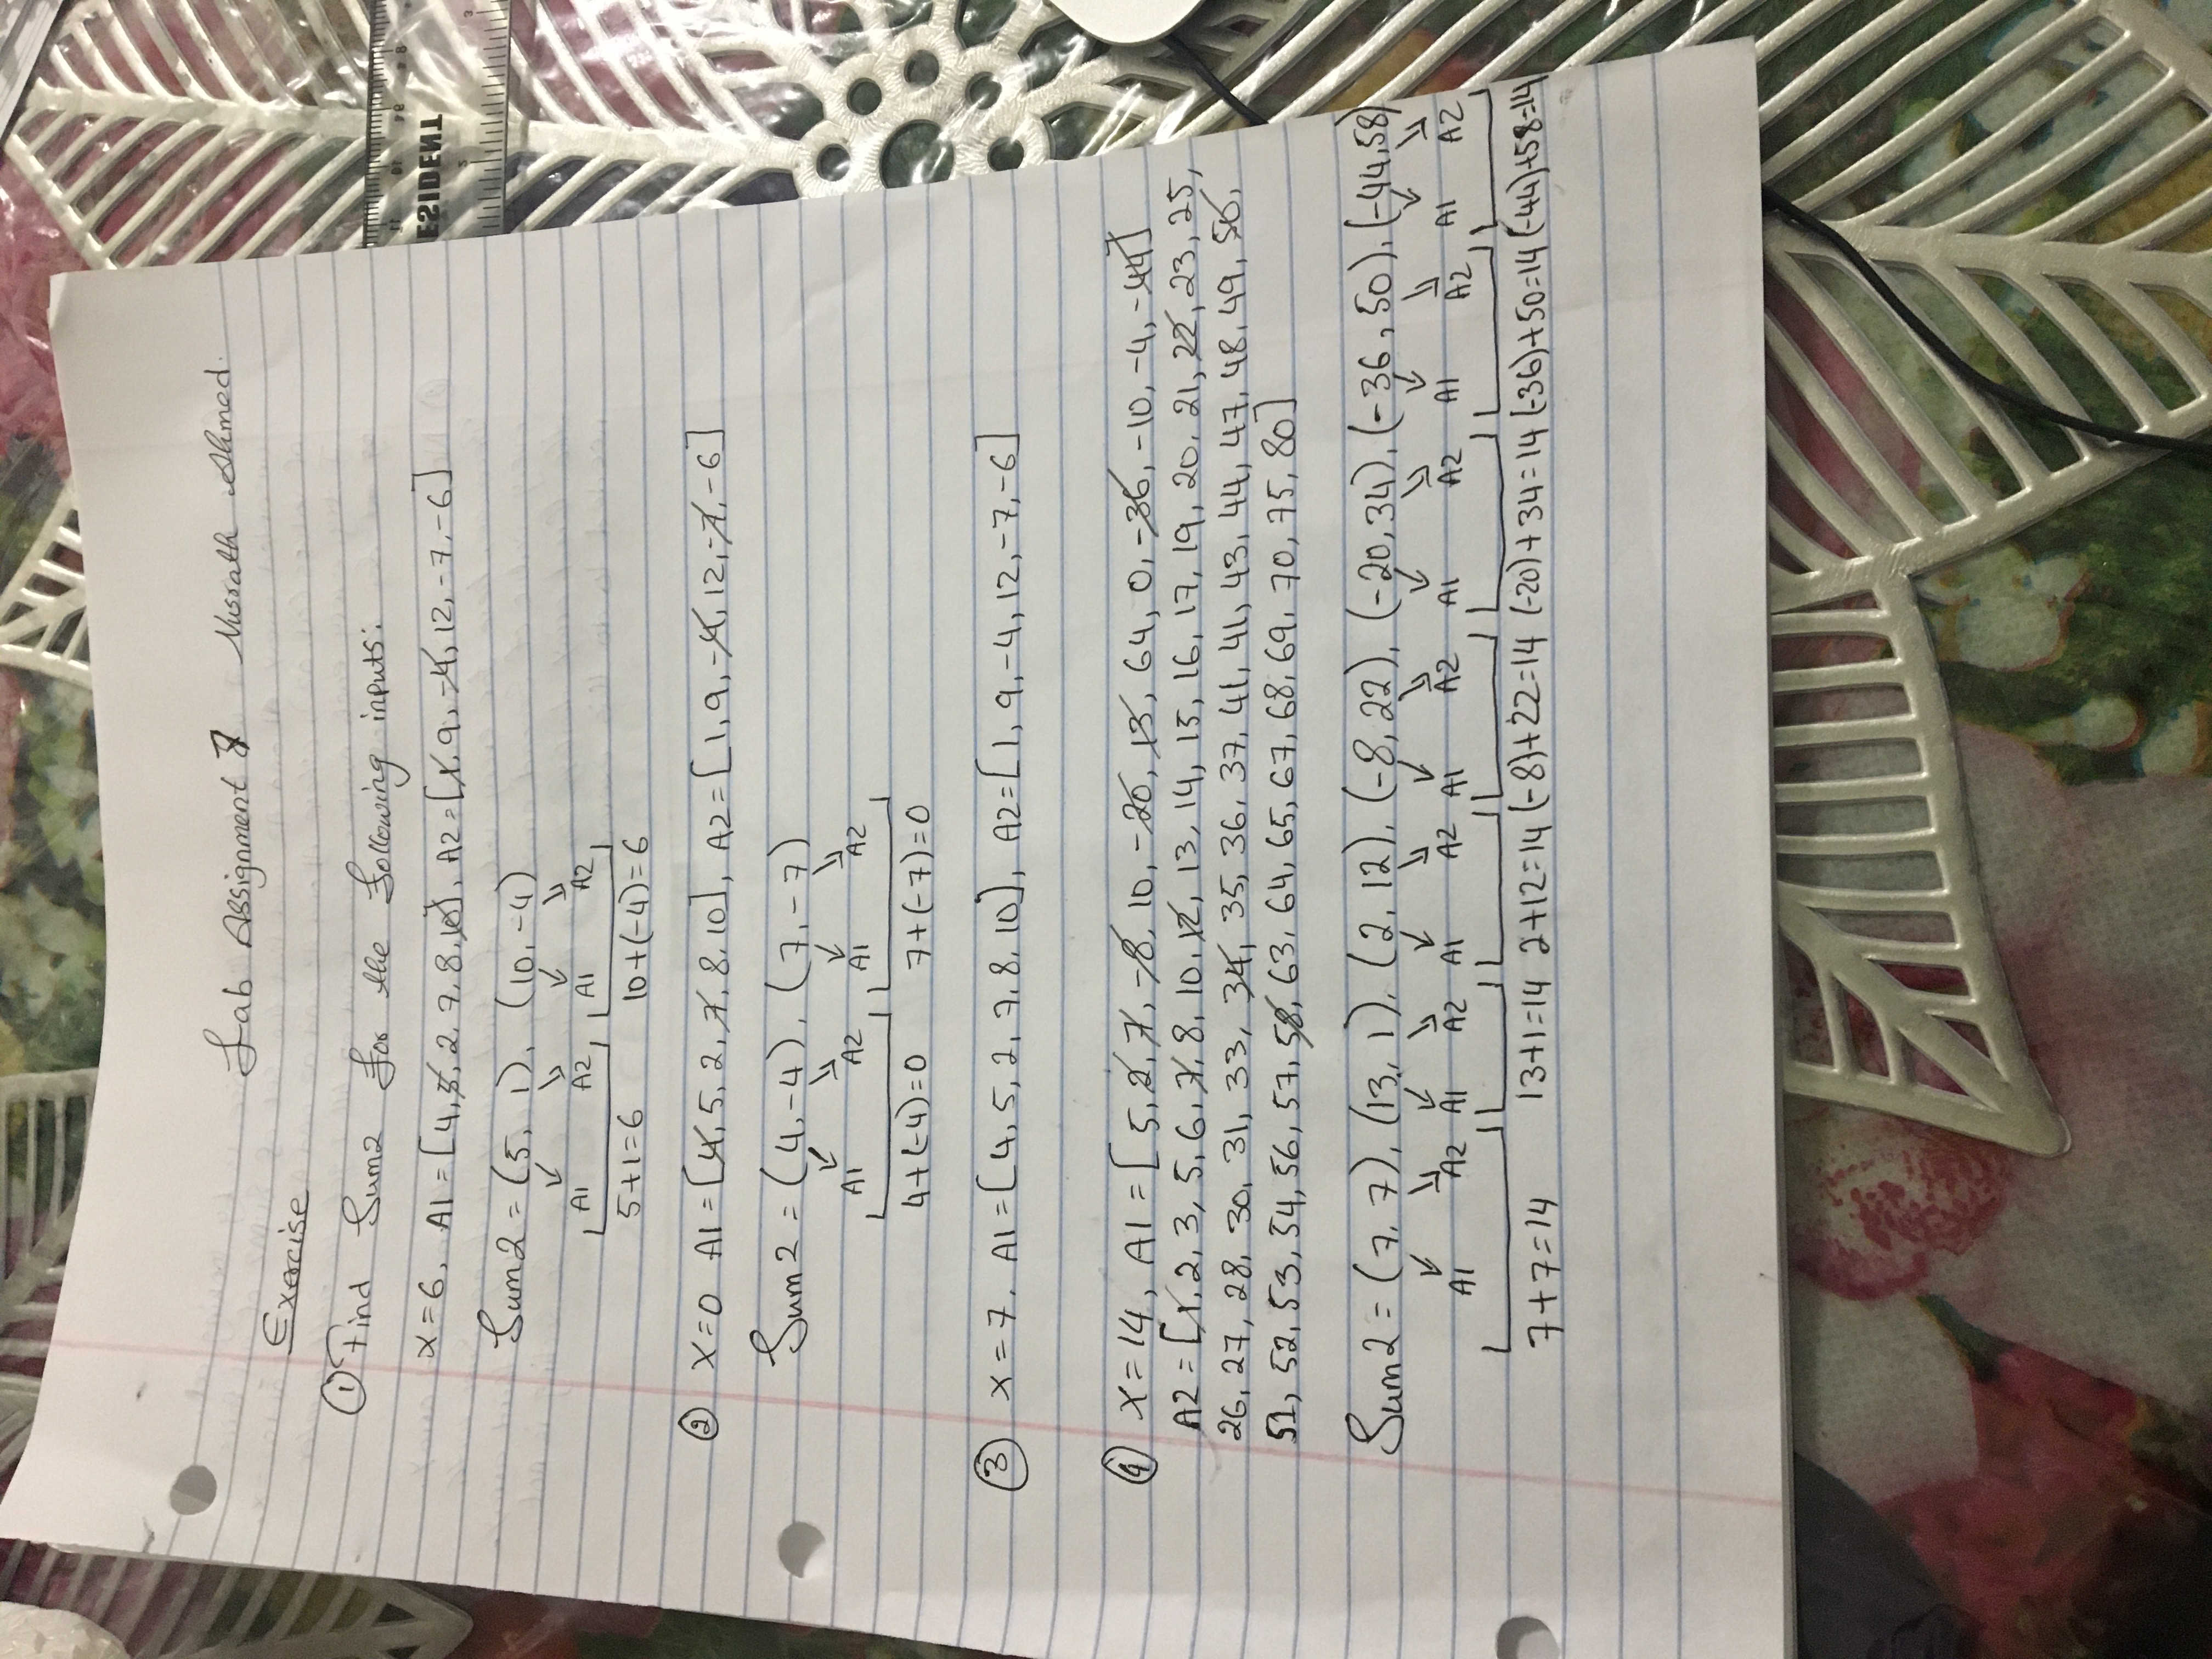 Lab Assignment 7 Nusrath Ahmed.
Exercise
① Find Sum2 for the following inputs:
x=6, A1=[4,5,2,7,8,10], A2=[1,9,-4,12,-7,-6]
Sum2=(5,1),(10,-4)
A1 A2 A1 A2
5+1=6 10+(-4)=6
② x=0 A1=[4,5,2,7,8,10], A2=[1,9,-4,12,-7,-6]
Sum2=(4,-4),(7,-7)
A1 A2 A1 A2
4+(-4)=0 7+(-7)=0
③ x=7, A1=[4,5,2,7,8,10], A2=[1,9,-4,12,-7,-6]
④ x=14, A1=[5,2,7,-8,10,-20,13,64,0,-36,-10,-4,-44]
A2=[1,2,3,5,6,7,8,10,12,13,14,15,16,17,19,20,21,22,23,25,
26,27,28,30,31,33,34,35,36,37,41,41,43,44,47,48,49,50,
51,52,53,54,56,57,58,63,64,65,67,68,69,70,75,80]
Sum2=(7,7),(13,1),(2,12),(-8,22),(-20,34),(-36,50),(-44,58)
A1 A2 A1 A2 A1 A2 A1 A2 A1 A2 A1 A2 A1 A2
7+7=14 13+1=14 2+12=14 (-8)+22=14 (-20)+34=14 (-36)+50=14 (-44)+58=14
ESIDENT